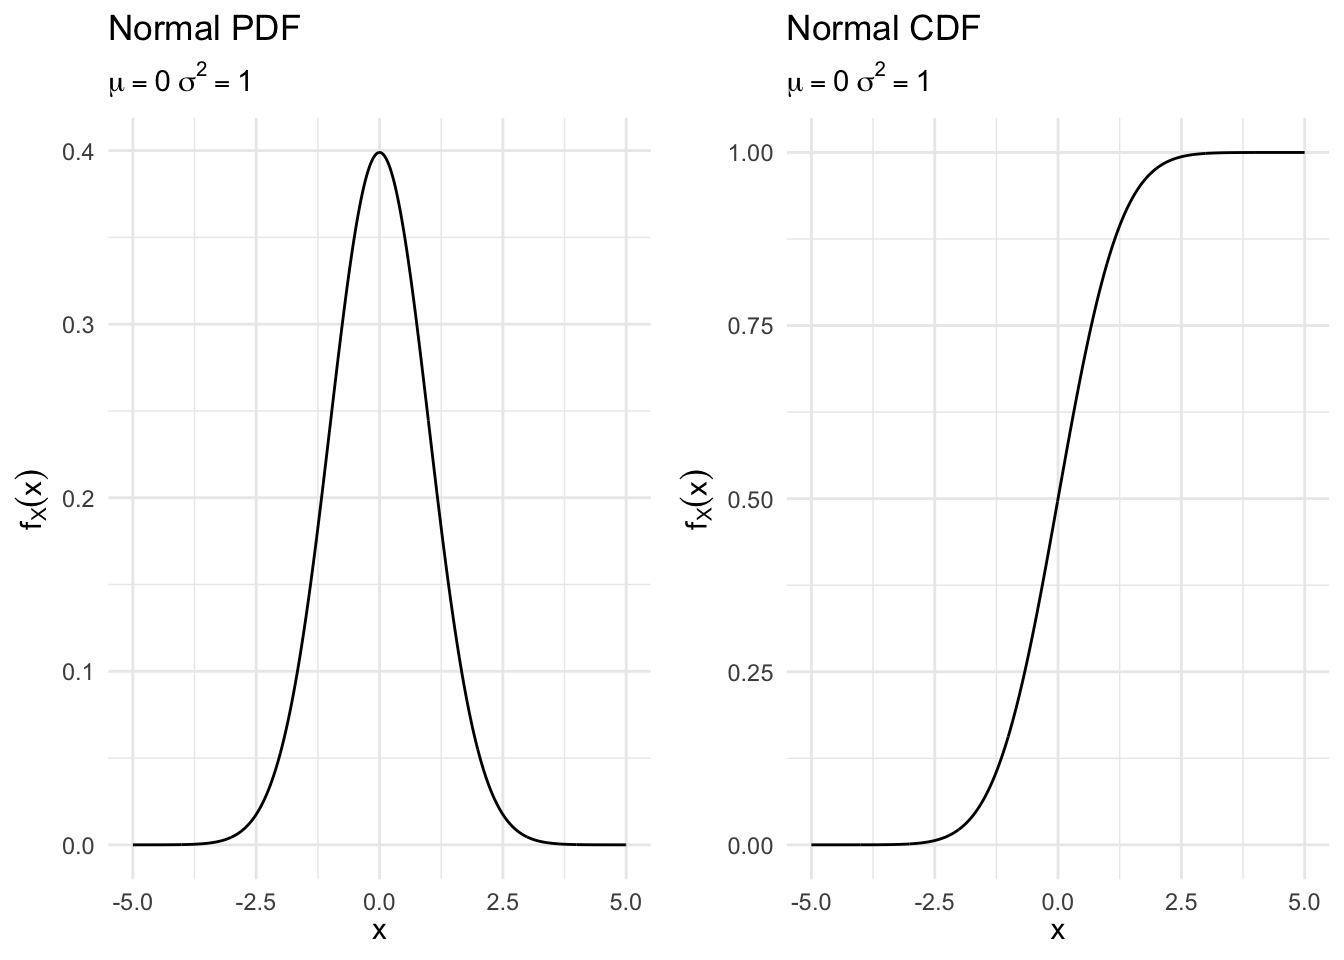 Normal PDF
μ = 0 σ² = 1
0.4
0.3
0.2
0.1
0.0
fX(x)
-5.0 -2.5 0.0 2.5 5.0
x
Normal CDF
μ = 0 σ² = 1
1.00
0.75
0.50
0.25
0.00
fX(x)
-5.0 -2.5 0.0 2.5 5.0
x